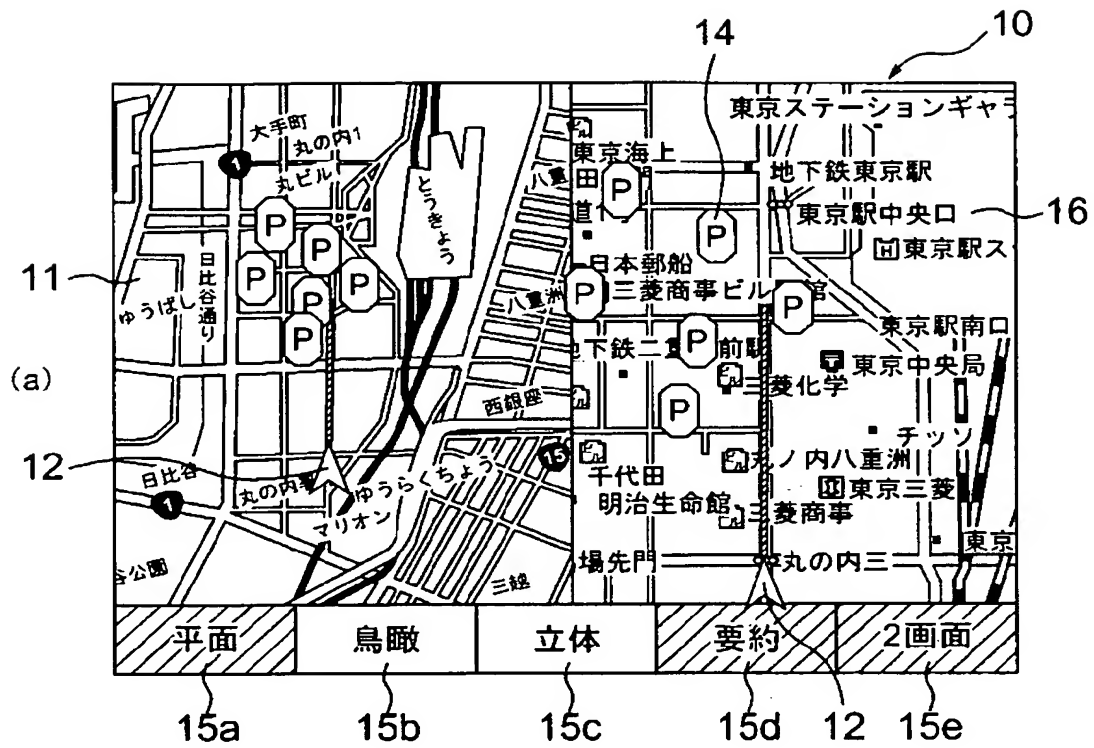 10
14
16
11
(a)
12
大手町
丸の内1
1
丸ビル
とうきょう
八重
日比谷通り
ゆうばし
八重洲
西銀座
日比谷
1
丸の内署
ゆうらくちょう
マリオン
15
谷公園
三越
P
P
P
P
P
P
東京ステーションギャラ
東京海上
地下鉄東京駅
田
P
P
東京駅中央口
東京駅ス
日本郵船
P
三菱商事ビル
館
P
東京駅南口
地下鉄二重
前駅
P
東京中央局
三菱化学
P
チッソ
丸ノ内八重洲
千代田
東京三菱
明治生命館
三菱商事
東京
場先門
丸の内三
平面
鳥瞰
立体
要約
2画面
15a
15b
15c
15d
12
15e